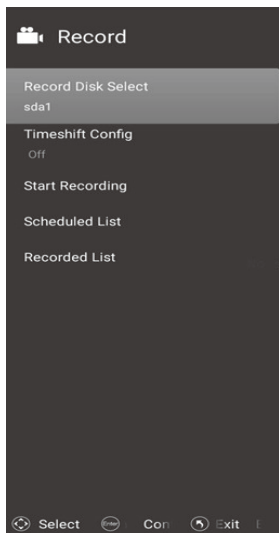 Record
Record Disk Select
sda1
Timeshift Config
Off
Start Recording
Scheduled List
Recorded List
Select Enter Con Exit E